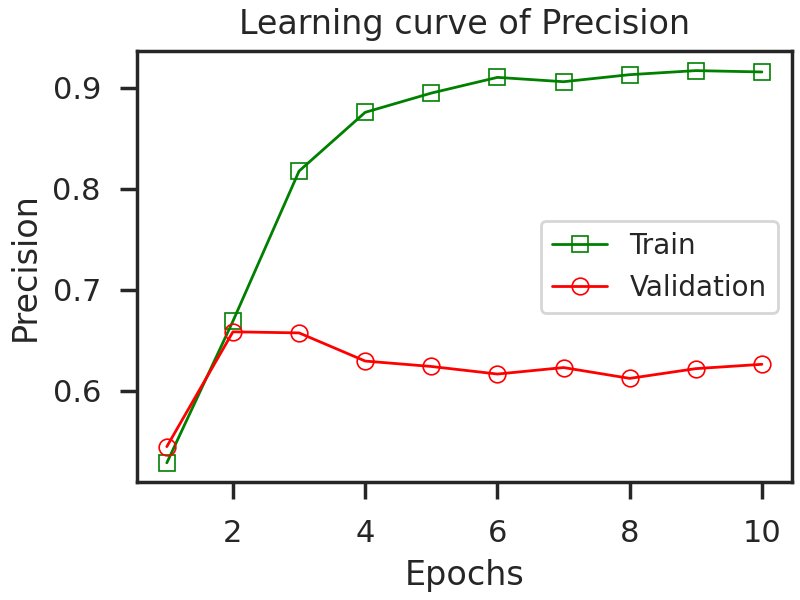 Learning curve of Precision
Precision
0.9
0.8
0.7
0.6
Train
Validation
2 4 6 8 10
Epochs